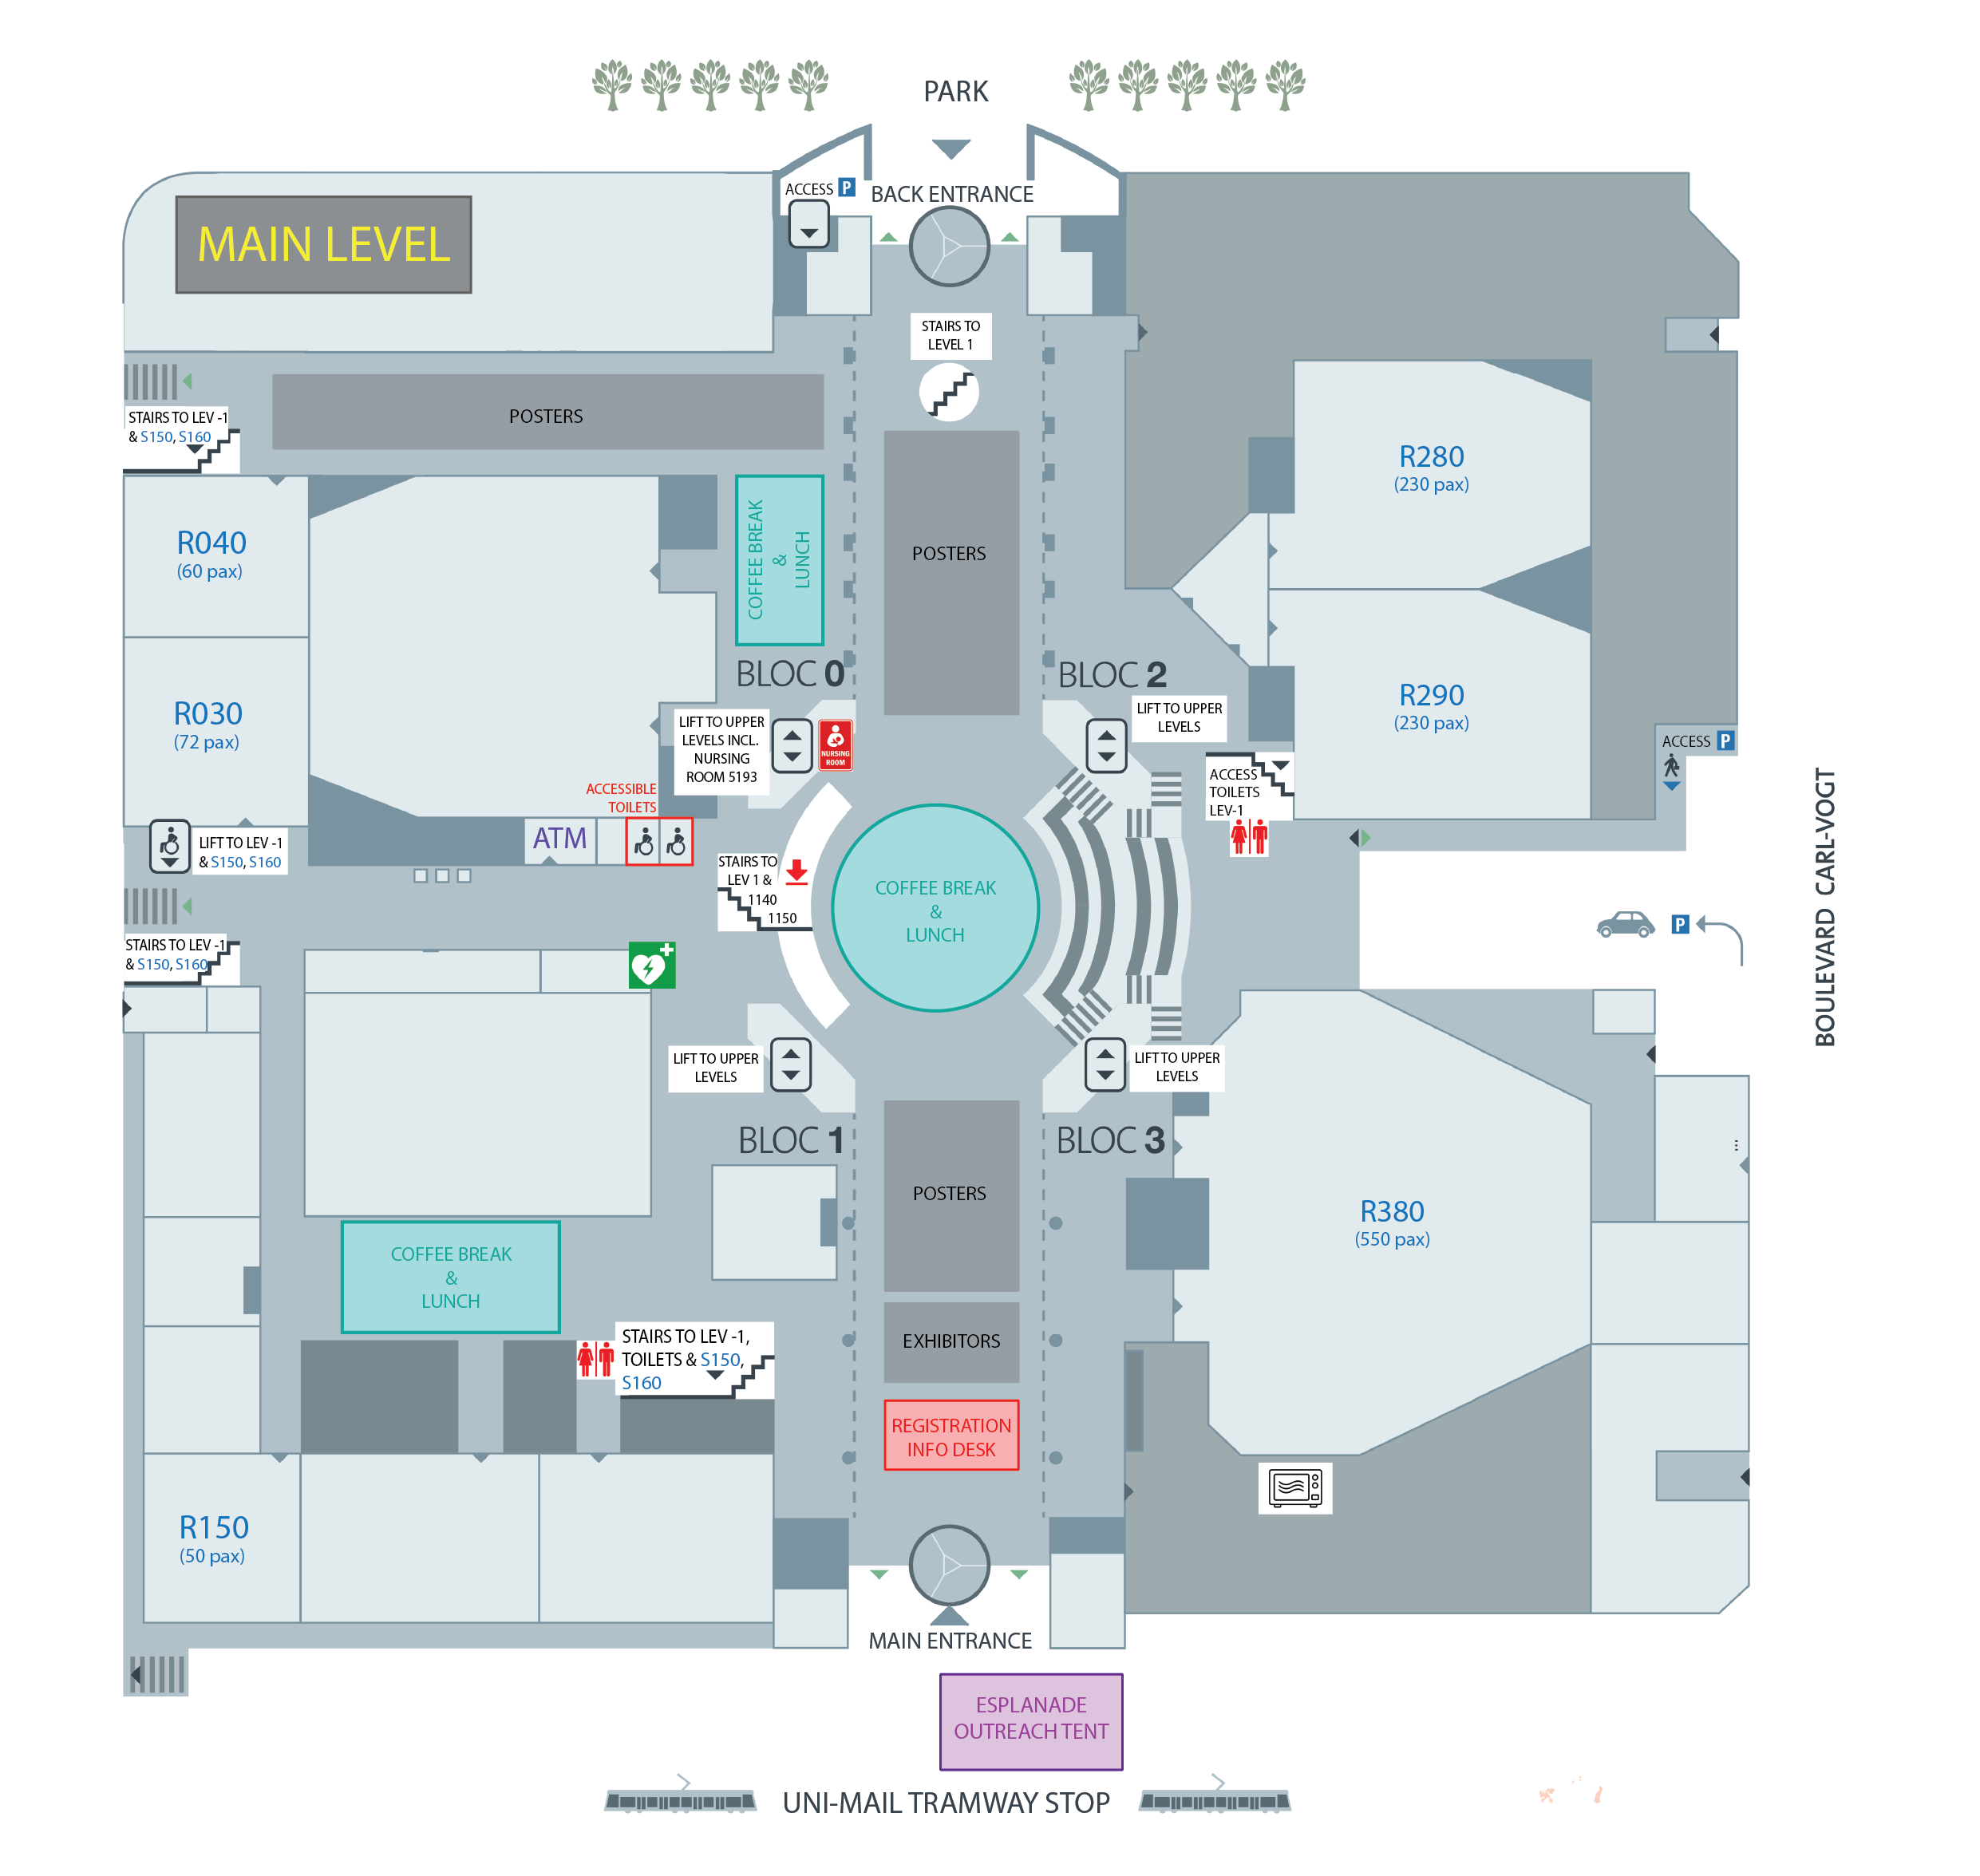 PARK
ACCESS P
BACK ENTRANCE
MAIN LEVEL
STAIRS TO
LEVEL 1
STAIRS TO LEV -1
& S150, S160
POSTERS
R280
(230 pax)
R040
(60 pax)
COFFEE BREAK
&
LUNCH
POSTERS
BLOC 0
BLOC 2
R030
(72 pax)
R290
(230 pax)
LIFT TO UPPER
LEVELS INCL.
NURSING
ROOM 5193
NURSING
ROOM
LIFT TO UPPER
LEVELS
ACCESS P
ACCESS
TOILETS
LEV-1
ACCESSIBLE
TOILETS
ATM
LIFT TO LEV -1
& S150, S160
STAIRS TO
LEV 1 &
1140
1150
COFFEE BREAK
&
LUNCH
P
BOULEVARD CARL-VOGT
STAIRS TO LEV -1
& S150, S160
LIFT TO UPPER
LEVELS
LIFT TO UPPER
LEVELS
BLOC 1
BLOC 3
POSTERS
R380
(550 pax)
COFFEE BREAK
&
LUNCH
EXHIBITORS
STAIRS TO LEV -1,
TOILETS & S150,
S160
REGISTRATION
INFO DESK
R150
(50 pax)
MAIN ENTRANCE
ESPLANADE
OUTREACH TENT
UNI-MAIL TRAMWAY STOP